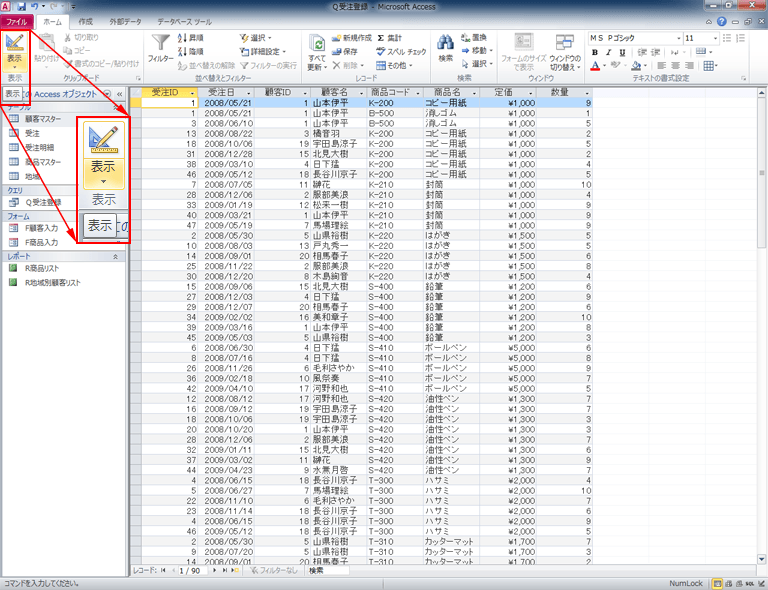 Q受注登録 - Microsoft Access
ファイル ホーム 作成 外部データ データベース ツール
表示 貼り付け 切り取り コピー 書式のコピー/貼り付け
フィルター 昇順 降順 並べ替えの解除 選択 詳細設定 フィルターの実行
すべて更新 新規作成 保存 削除 集計 スペル チェック その他
検索 置換 移動 選択
フォームのサイズに表示 ウィンドウの切り替え
ＭＳ Ｐゴシック 11
B I U
表示 クリップボード 並べ替えとフィルター レコード 検索 ウィンドウ テキストの書式設定
表示 の Access オブジェクト
テーブル
顧客マスター
受注
受注明細
商品マスター
地域
クエリ
Q受注登録
フォーム
F顧客入力
F商品入力
レポート
R商品リスト
R地域別顧客リスト
表示
表示
表示
受注ID 受注日 顧客ID 顧客名 商品コード 商品名 定価 数量
1 2008/05/21 1 山本伊平 K-200 コピー用紙 ¥1,000 9
1 2008/05/21 1 山本伊平 B-500 消しゴム ¥1,000 1
3 2008/06/10 1 山本伊平 B-500 消しゴム ¥1,000 5
13 2008/08/22 3 橘音羽 K-200 コピー用紙 ¥1,000 2
18 2008/10/06 19 宇田島涼子 K-200 コピー用紙 ¥1,000 5
31 2008/12/28 15 北見大樹 K-200 コピー用紙 ¥1,000 2
38 2009/03/10 4 日下猛 K-200 コピー用紙 ¥1,000 4
46 2009/05/12 18 長谷川京子 K-200 コピー用紙 ¥1,000 5
7 2008/07/05 11 榊花 K-210 封筒 ¥1,000 10
28 2008/12/06 2 服部美浪 K-210 封筒 ¥1,000 4
33 2009/01/19 12 松来一樹 K-210 封筒 ¥1,000 9
40 2009/03/21 1 山本伊平 K-210 封筒 ¥1,000 9
47 2009/05/19 7 馬場理絵 K-210 封筒 ¥1,000 9
2 2008/05/30 5 山県裕樹 K-220 はがき ¥1,500 5
10 2008/08/03 13 戸丸秀一 K-220 はがき ¥1,500 5
14 2008/09/01 20 相馬春子 K-220 はがき ¥1,500 6
25 2008/11/22 2 服部美浪 K-220 はがき ¥1,500 8
30 2008/12/20 8 木島絢音 K-220 はがき ¥1,500 4
15 2008/09/06 15 北見大樹 S-400 鉛筆 ¥1,200 2
27 2008/12/03 4 日下猛 S-400 鉛筆 ¥1,200 9
29 2008/12/07 20 相馬春子 S-400 鉛筆 ¥1,200 6
34 2009/02/02 16 美和章子 S-400 鉛筆 ¥1,200 10
39 2009/03/16 1 山本伊平 S-400 鉛筆 ¥1,200 8
45 2009/05/03 5 山県裕樹 S-400 鉛筆 ¥1,200 3
6 2008/06/30 4 日下猛 S-410 ボールペン ¥5,000 6
8 2008/07/16 4 日下猛 S-410 ボールペン ¥5,000 8
26 2008/11/26 6 毛利さやか S-410 ボールペン ¥5,000 9
36 2009/02/18 10 風祭奏 S-410 ボールペン ¥5,000 7
42 2009/04/10 17 河野和也 S-410 ボールペン ¥5,000 2
12 2008/08/12 17 河野和也 S-420 油性ペン ¥1,300 7
16 2008/09/12 19 宇田島涼子 S-420 油性ペン ¥1,300 7
18 2008/10/06 19 宇田島涼子 S-420 油性ペン ¥1,300 3
20 2008/10/20 1 山本伊平 S-420 油性ペン ¥1,300 3
28 2008/12/06 2 服部美浪 S-420 油性ペン ¥1,300 7
32 2009/01/11 15 北見大樹 S-420 油性ペン ¥1,300 6
37 2009/03/02 11 榊花 S-420 油性ペン ¥1,300 9
44 2009/04/23 9 水無月啓 S-420 油性ペン ¥1,300 7
4 2008/06/15 18 長谷川京子 T-300 ハサミ ¥2,000 4
5 2008/06/27 7 馬場理絵 T-300 ハサミ ¥2,000 10
22 2008/11/10 6 毛利さやか T-300 ハサミ ¥2,000 7
23 2008/11/14 18 長谷川京子 T-300 ハサミ ¥2,000 6
4 2008/06/15 18 長谷川京子 T-300 ハサミ ¥2,000 9
46 2009/05/12 18 長谷川京子 T-300 ハサミ ¥2,000 5
2 2008/05/30 5 山県裕樹 T-310 カッターマット ¥1,700 7
9 2008/07/20 5 山県裕樹 T-310 カッターマット ¥1,700 3
14 2008/09/01 20 相馬春子 T-310 カッターマット ¥1,700 2
レコード: 1 / 90 フィルターなし 検索
コマンドを入力してください。 NumLock